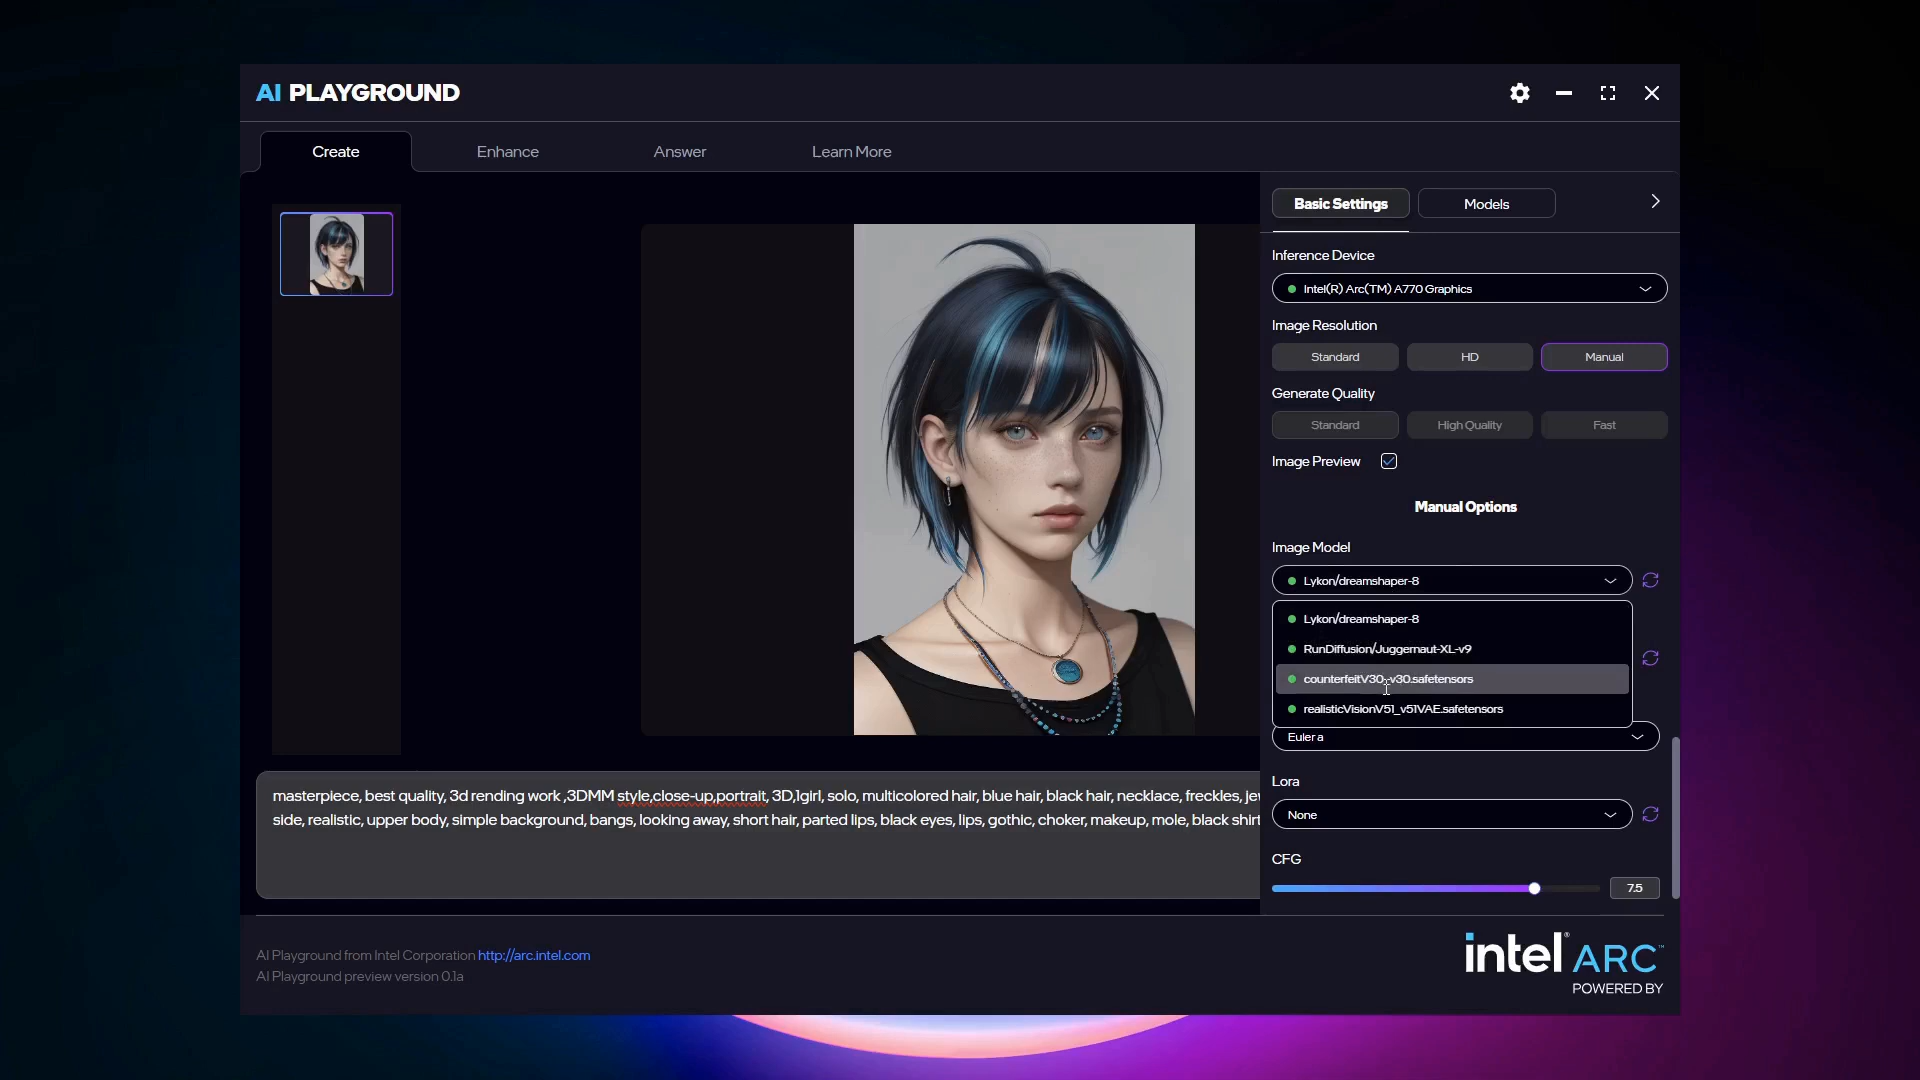 AI PLAYGROUND
Create
Enhance
Answer
Learn More
Basic Settings
Models
Inference Device
Intel(R) Arc(TM) A770 Graphics
Image Resolution
Standard
HD
Manual
Generate Quality
Standard
High Quality
Fast
Image Preview
Manual Options
Image Model
Lykon/dreamshaper-8
Lykon/dreamshaper-8
RunDiffusion/Juggernaut-XL-v9
counterfeitV30_v30.safetensors
realisticVisionV51_v51VAE.safetensors
Euler a
Lora
None
CFG
7.5
masterpiece, best quality, 3d rending work ,3DMM style,close-up,portrait, 3D,1girl, solo, multicolored hair, blue hair, black hair, necklace, freckles, je
side, realistic, upper body, simple background, bangs, looking away, short hair, parted lips, black eyes, lips, gothic, choker, makeup, mole, black shirt
AI Playground from Intel Corporation http://arc.intel.com
AI Playground preview version 0.1a
intel® ARC™
POWERED BY